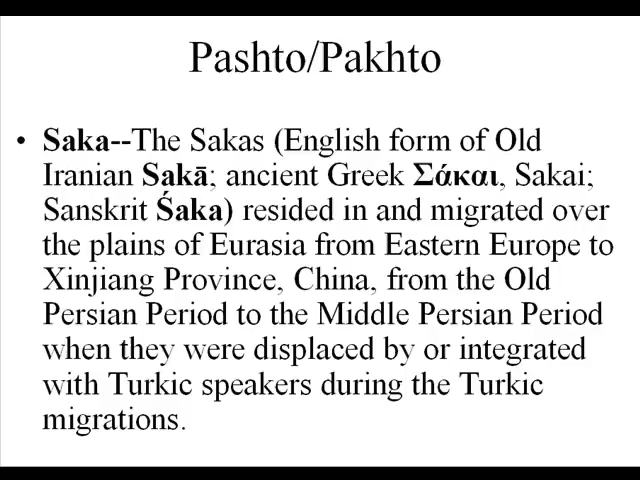 Pashto/Pakhto
• Saka--The Sakas (English form of Old
Iranian Sakā; ancient Greek Σάκαι, Sakai;
Sanskrit Śaka) resided in and migrated over
the plains of Eurasia from Eastern Europe to
Xinjiang Province, China, from the Old
Persian Period to the Middle Persian Period
when they were displaced by or integrated
with Turkic speakers during the Turkic
migrations.